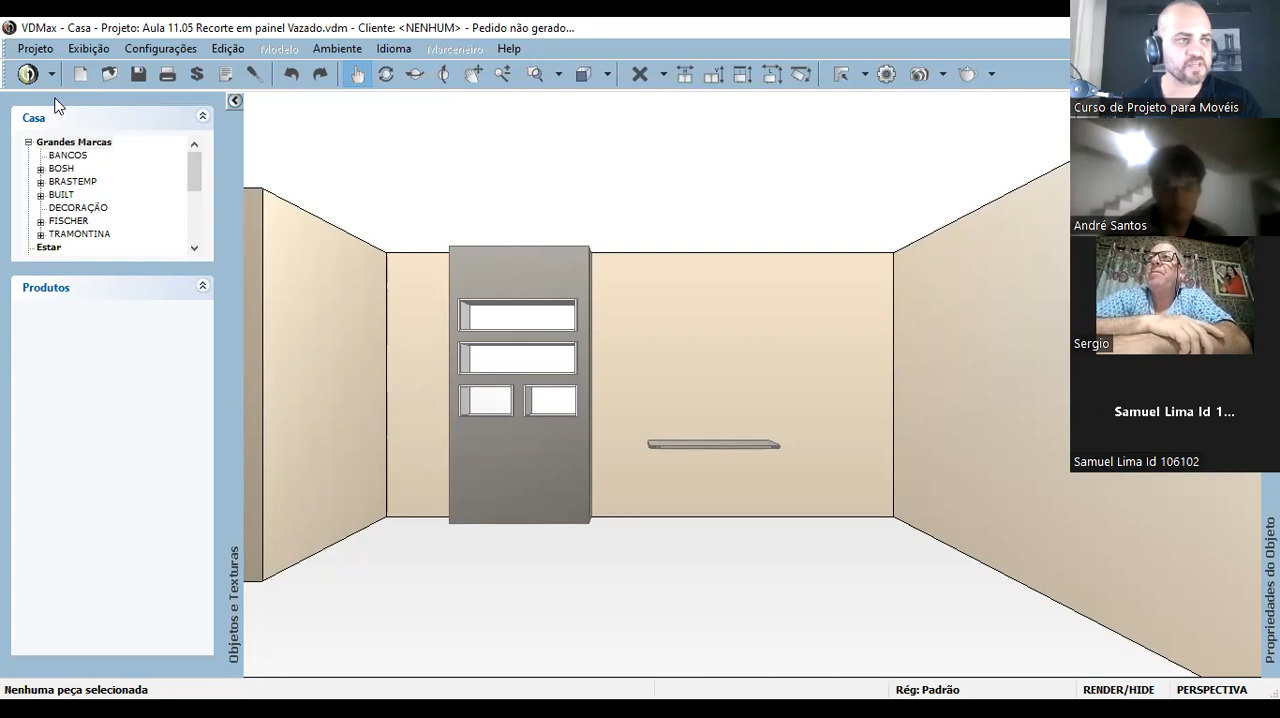 VDMax - Casa - Projeto: Aula 11.05 Recorte em painel Vazado.vdm - Cliente: <NENHUM> - Pedido não gerado...
Projeto Exibição Configurações Edição Modelo Ambiente Idioma Marceneiro Help
Casa
Grandes Marcas
BANCOS
BOSH
BRASTEMP
BUILT
DECORAÇÃO
FISCHER
TRAMONTINA
Estar
Produtos
Objetos e Texturas
Curso de Projeto para Movéis
André Santos
Sergio
Samuel Lima Id 1...
Samuel Lima Id 106102
Propriedades do Objeto
Nenhuma peça selecionada
Rég: Padrão
RENDER/HIDE
PERSPECTIVA